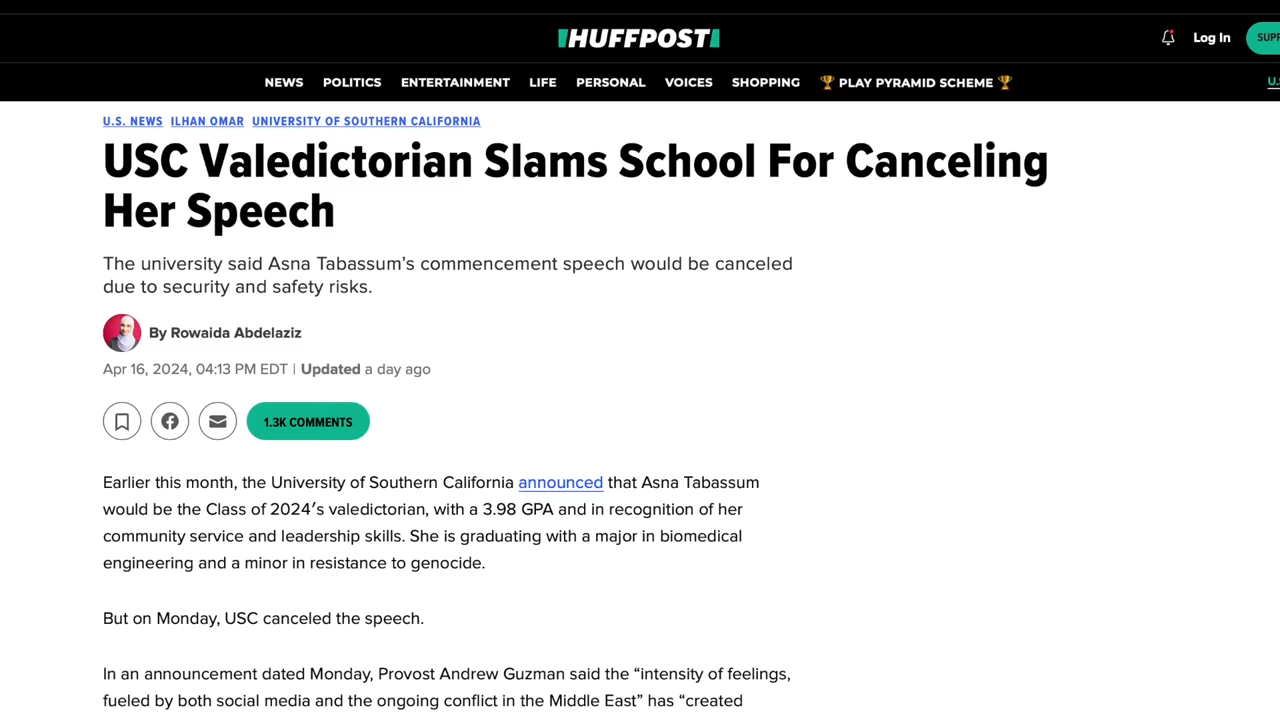 HUFFPOST
Log In
NEWS POLITICS ENTERTAINMENT LIFE PERSONAL VOICES SHOPPING 🏆 PLAY PYRAMID SCHEME 🏆
U.S. NEWS ILHAN OMAR UNIVERSITY OF SOUTHERN CALIFORNIA
USC Valedictorian Slams School For Canceling
Her Speech
The university said Asna Tabassum’s commencement speech would be canceled
due to security and safety risks.
By Rowaida Abdelaziz
Apr 16, 2024, 04:13 PM EDT | Updated a day ago
1.3K COMMENTS
Earlier this month, the University of Southern California announced that Asna Tabassum
would be the Class of 2024′s valedictorian, with a 3.98 GPA and in recognition of her
community service and leadership skills. She is graduating with a major in biomedical
engineering and a minor in resistance to genocide.
But on Monday, USC canceled the speech.
In an announcement dated Monday, Provost Andrew Guzman said the “intensity of feelings,
fueled by both social media and the ongoing conflict in the Middle East” has “created